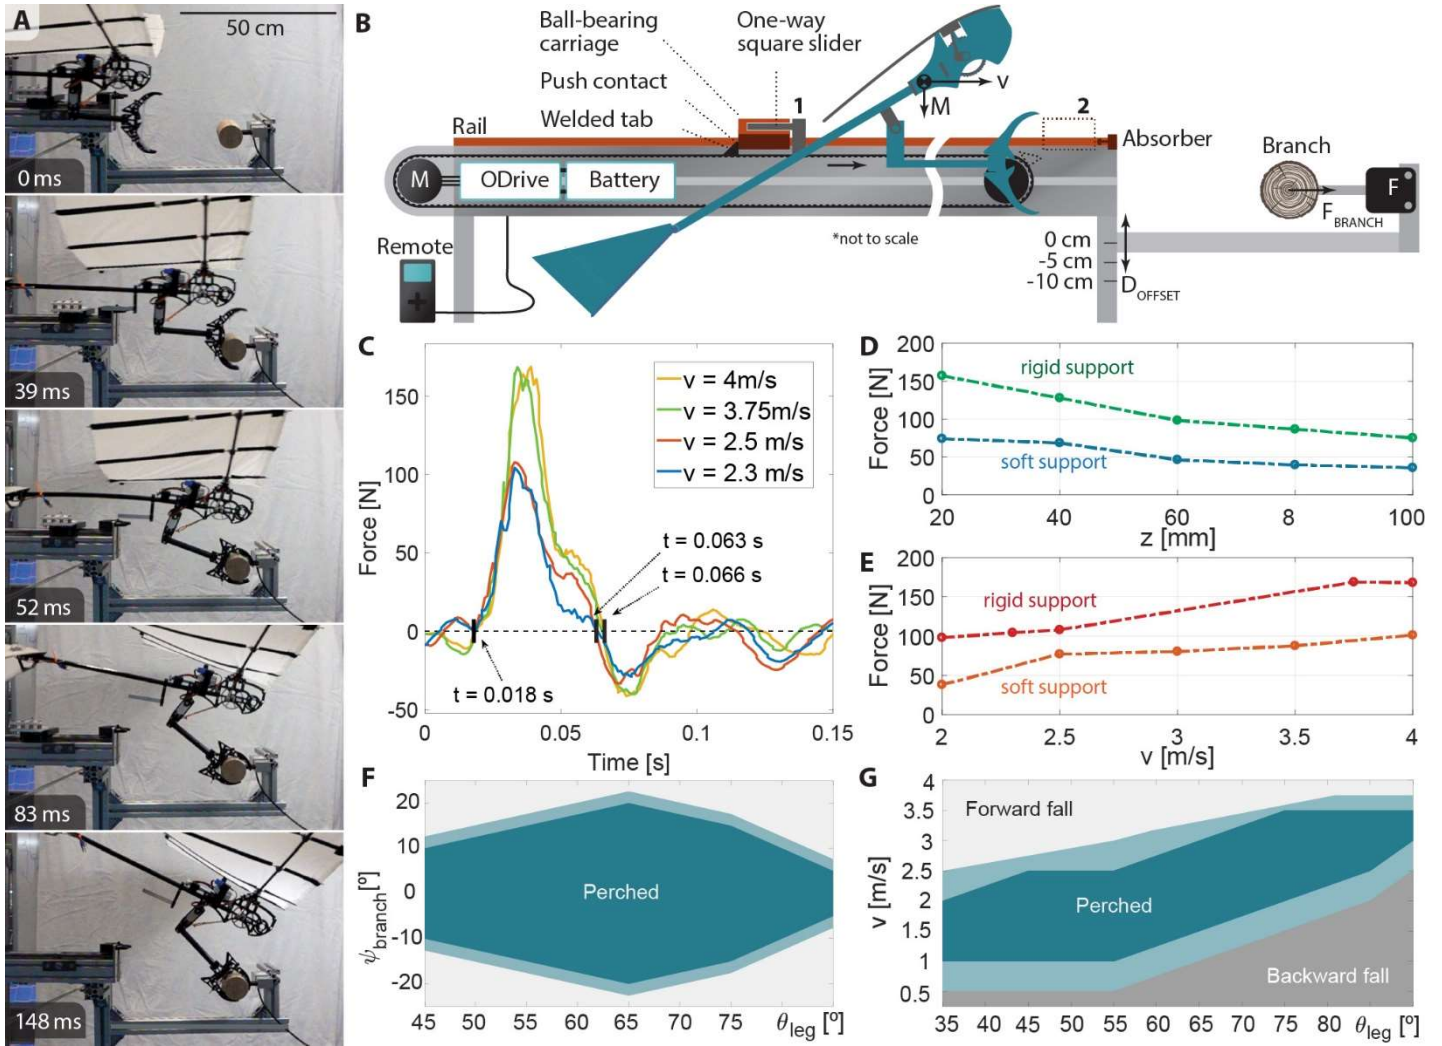 A
50 cm
0 ms
39 ms
52 ms
83 ms
148 ms
B
Ball-bearing
carriage
One-way
square slider
Push contact
Welded tab
1
Rail
v
M
2
Absorber
M
ODrive
Battery
Branch
F
F BRANCH
Remote
*not to scale
0 cm
-5 cm
-10 cm
D OFFSET
C
Force [N]
150
100
50
0
-50
v = 4m/s
v = 3.75m/s
v = 2.5 m/s
v = 2.3 m/s
t = 0.063 s
t = 0.066 s
t = 0.018 s
0 0.05 0.1 0.15
Time [s]
D
Force [N]
200
150
100
50
0
rigid support
soft support
20 40 60 8 100
z [mm]
E
Force [N]
200
150
100
50
0
rigid support
soft support
2 2.5 3 3.5 4
v [m/s]
F
ψbranch[º]
20
10
0
-10
-20
Perched
45 50 55 60 65 70 75 θleg [º]
G
v [m/s]
4
3.5
3
2.5
2
1.5
1
0.5
Forward fall
Perched
Backward fall
35 40 45 50 55 60 65 70 75 80 θleg [º]